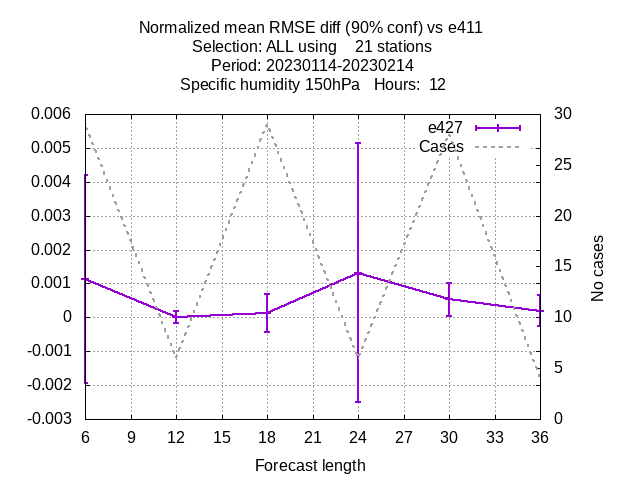 Normalized mean RMSE diff (90% conf) vs e411
Selection: ALL using    21 stations
Period: 20230114-20230214
Specific humidity 150hPa   Hours:  12
e427
Cases
0.006
0.005
0.004
0.003
0.002
0.001
0
-0.001
-0.002
-0.003
30
25
20
15
10
5
0
No cases
6 9 12 15 18 21 24 27 30 33 36
Forecast length